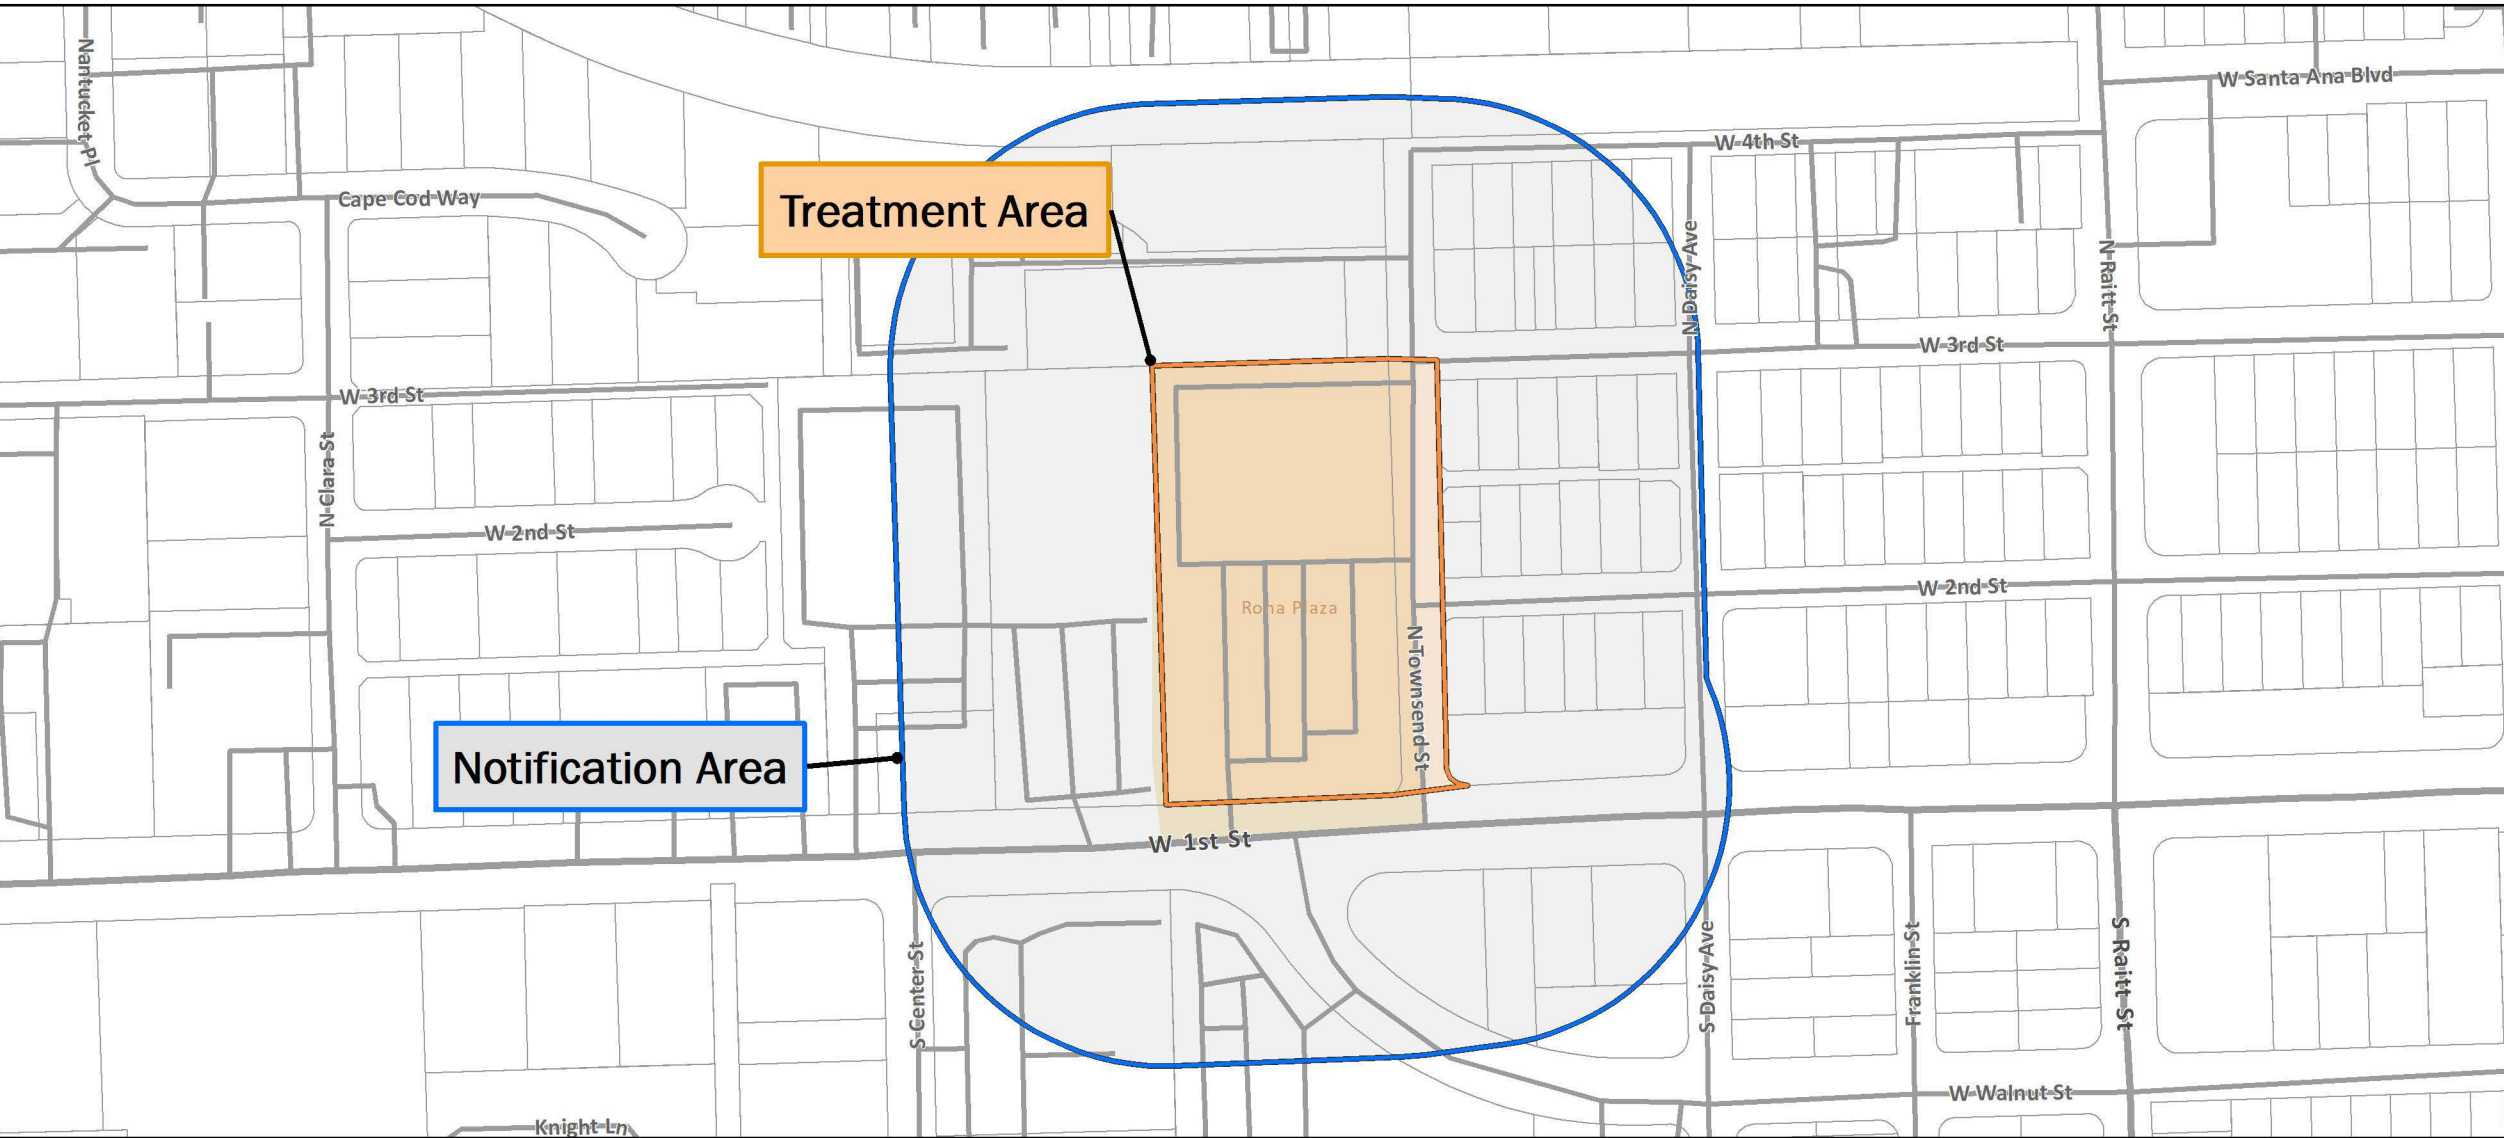 Nantucket Pl
W Santa Ana Blvd
W 4th St
Cape Cod Way
Treatment Area
N Daisy Ave
N Raitt St
W 3rd St
W 3rd St
N Clara St
W 2nd St
W 2nd St
Plaza
N Townsend St
Notification Area
W 1st St
S Center St
S Daisy Ave
Franklin St
S Raitt St
W Walnut St
Knight Ln